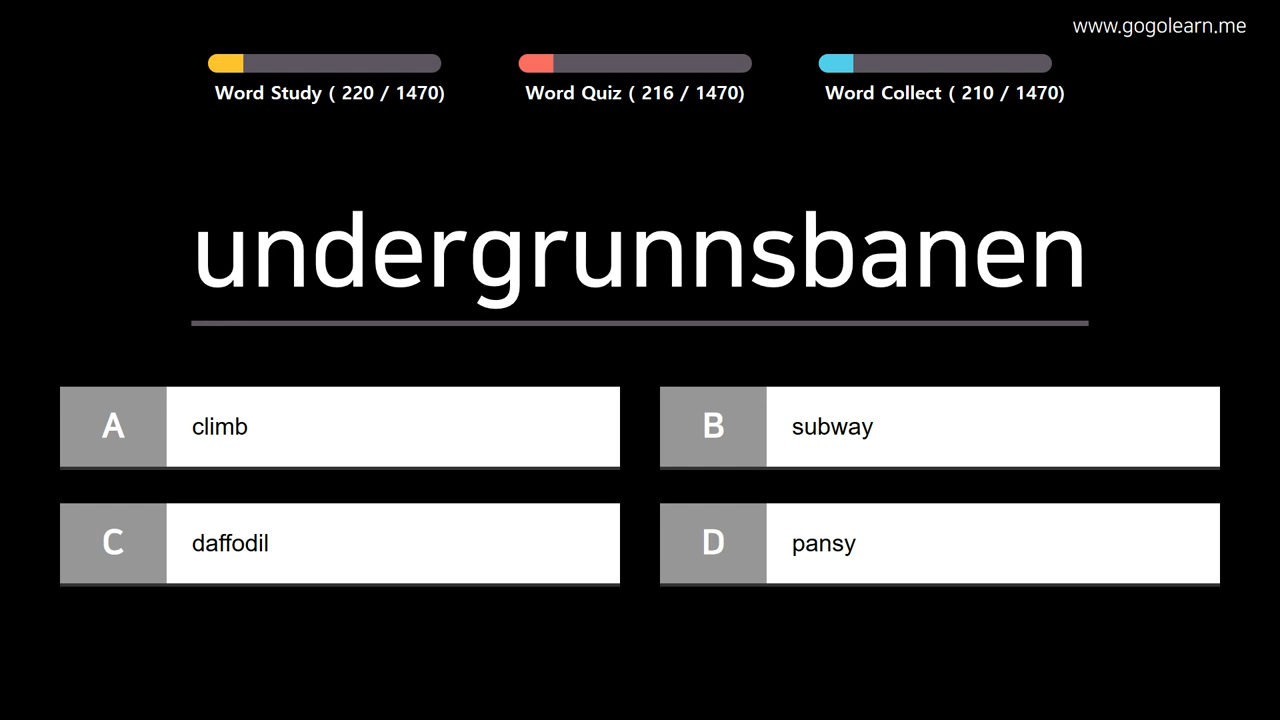 www.gogolearn.me
Word Study ( 220 / 1470)
Word Quiz ( 216 / 1470)
Word Collect ( 210 / 1470)
undergrunnsbanen
A climb
B subway
C daffodil
D pansy